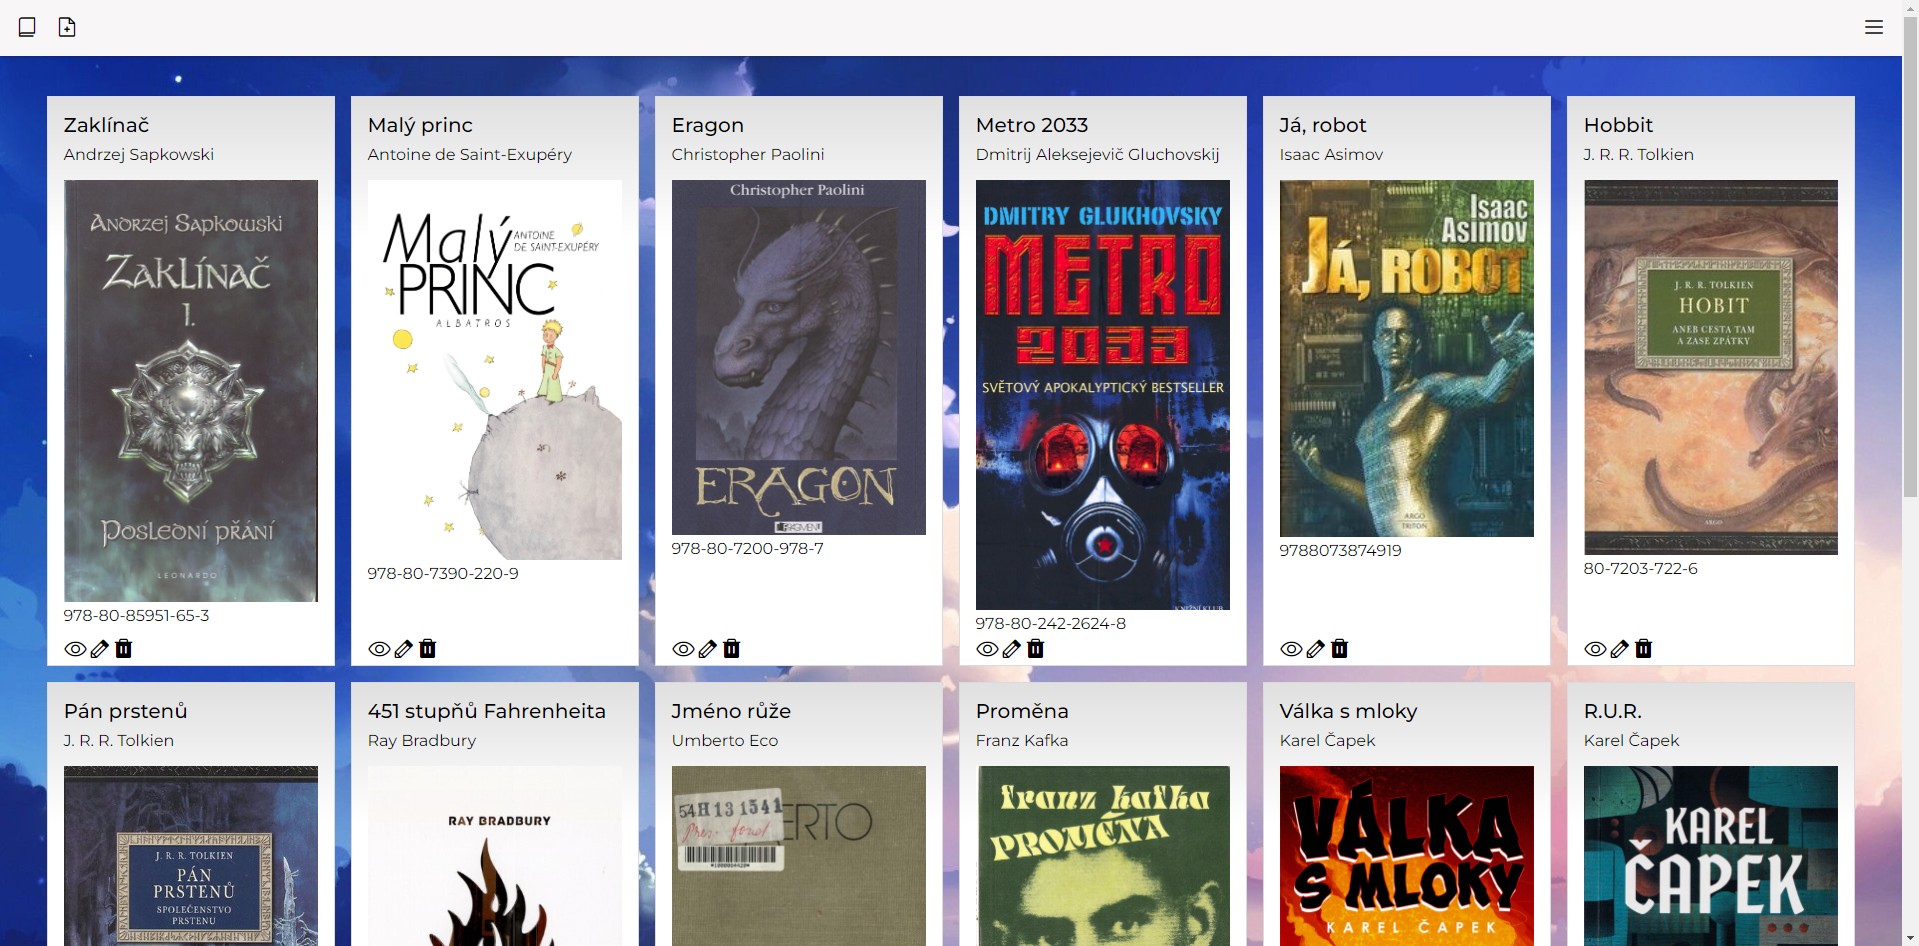 Zaklínač
Andrzej Sapkowski
Andrzej Sapkowski
Zaklínač
I.
Poslední přání
LEONARDO
978-80-85951-65-3
Malý princ
Antoine de Saint-Exupéry
Malý
ANTOINE
DE SAINT-EXUPÉRY
PRINC
ALBATROS
978-80-7390-220-9
Eragon
Christopher Paolini
Christopher Paolini
ERAGON
FRAGMENT
978-80-7200-978-7
Metro 2033
Dmitrij Aleksejevič Gluchovskij
DMITRY GLUKHOVSKY
METRO
2033
SVĚTOVÝ APOKALYPTICKÝ BESTSELLER
KNIŽNÍ KLUB
978-80-242-2624-8
Já, robot
Isaac Asimov
Isaac
Asimov
JÁ, ROBOT
ARGO
TRITON
9788073874919
Hobbit
J. R. R. Tolkien
J. R. R. TOLKIEN
HOBIT
ANEB CESTA TAM
A ZASE ZPÁTKY
ARGO
80-7203-722-6
Pán prstenů
J. R. R. Tolkien
J. R. R. TOLKIEN
PÁN
PRSTENŮ
SPOLEČENSTVO
PRSTENU
451 stupňů Fahrenheita
Ray Bradbury
RAY BRADBURY
Jméno růže
Umberto Eco
54H 13 1541
ERTO
Proměna
Franz Kafka
franz kafka
PROMĚNA
Válka s mloky
Karel Čapek
VÁLKA
S MLOKY
KAREL ČAPEK
R.U.R.
Karel Čapek
KAREL
ČAPEK